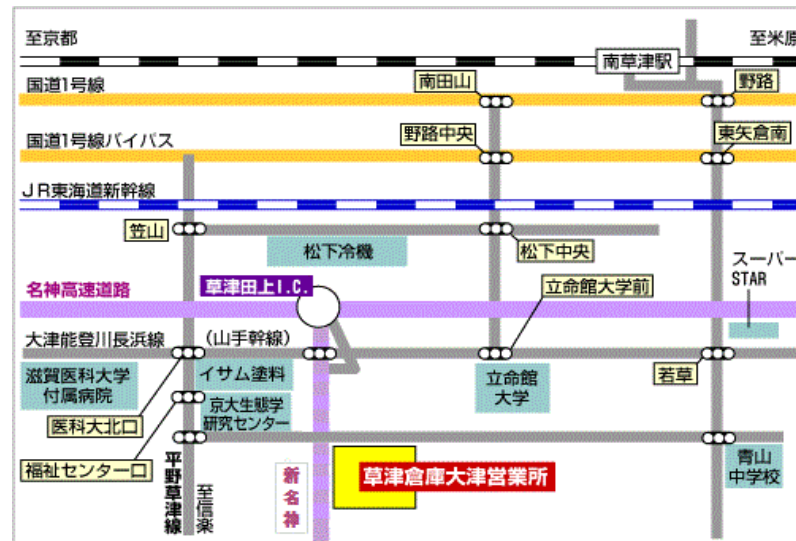 至京都
至米原
南草津駅
国道1号線
南田山
野路
国道1号線バイパス
野路中央
東矢倉南
JR東海道新幹線
笠山
松下冷機
松下中央
スーパー
STAR
名神高速道路
草津田上I.C.
立命館大学前
大津能登川長浜線
(山手幹線)
滋賀医科大学
付属病院
イサム塗料
立命館
大学
若草
京大生態学
研究センター
医科大北口
福祉センター口
平野草津線
至信楽
新名神
草津倉庫大津営業所
青山
中学校